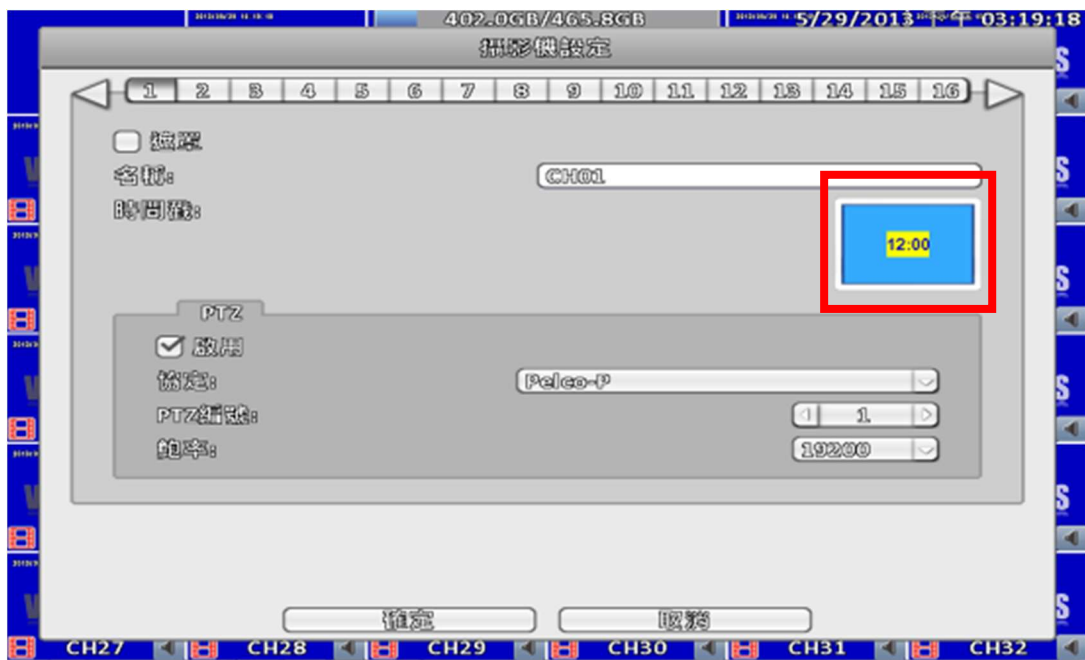 402.0GB/465.8GB
5/29/2013 下午 03:19:18
攝影機設定
1 2 3 4 5 6 7 8 9 10 11 12 13 14 15 16
遮罩
名稱: CH01
時間戳:
12:00
PTZ
啟用
協定: Pelco-P
PTZ編號: 1
鮑率: 19200
確定 取消
CH27 CH28 CH29 CH30 CH31 CH32